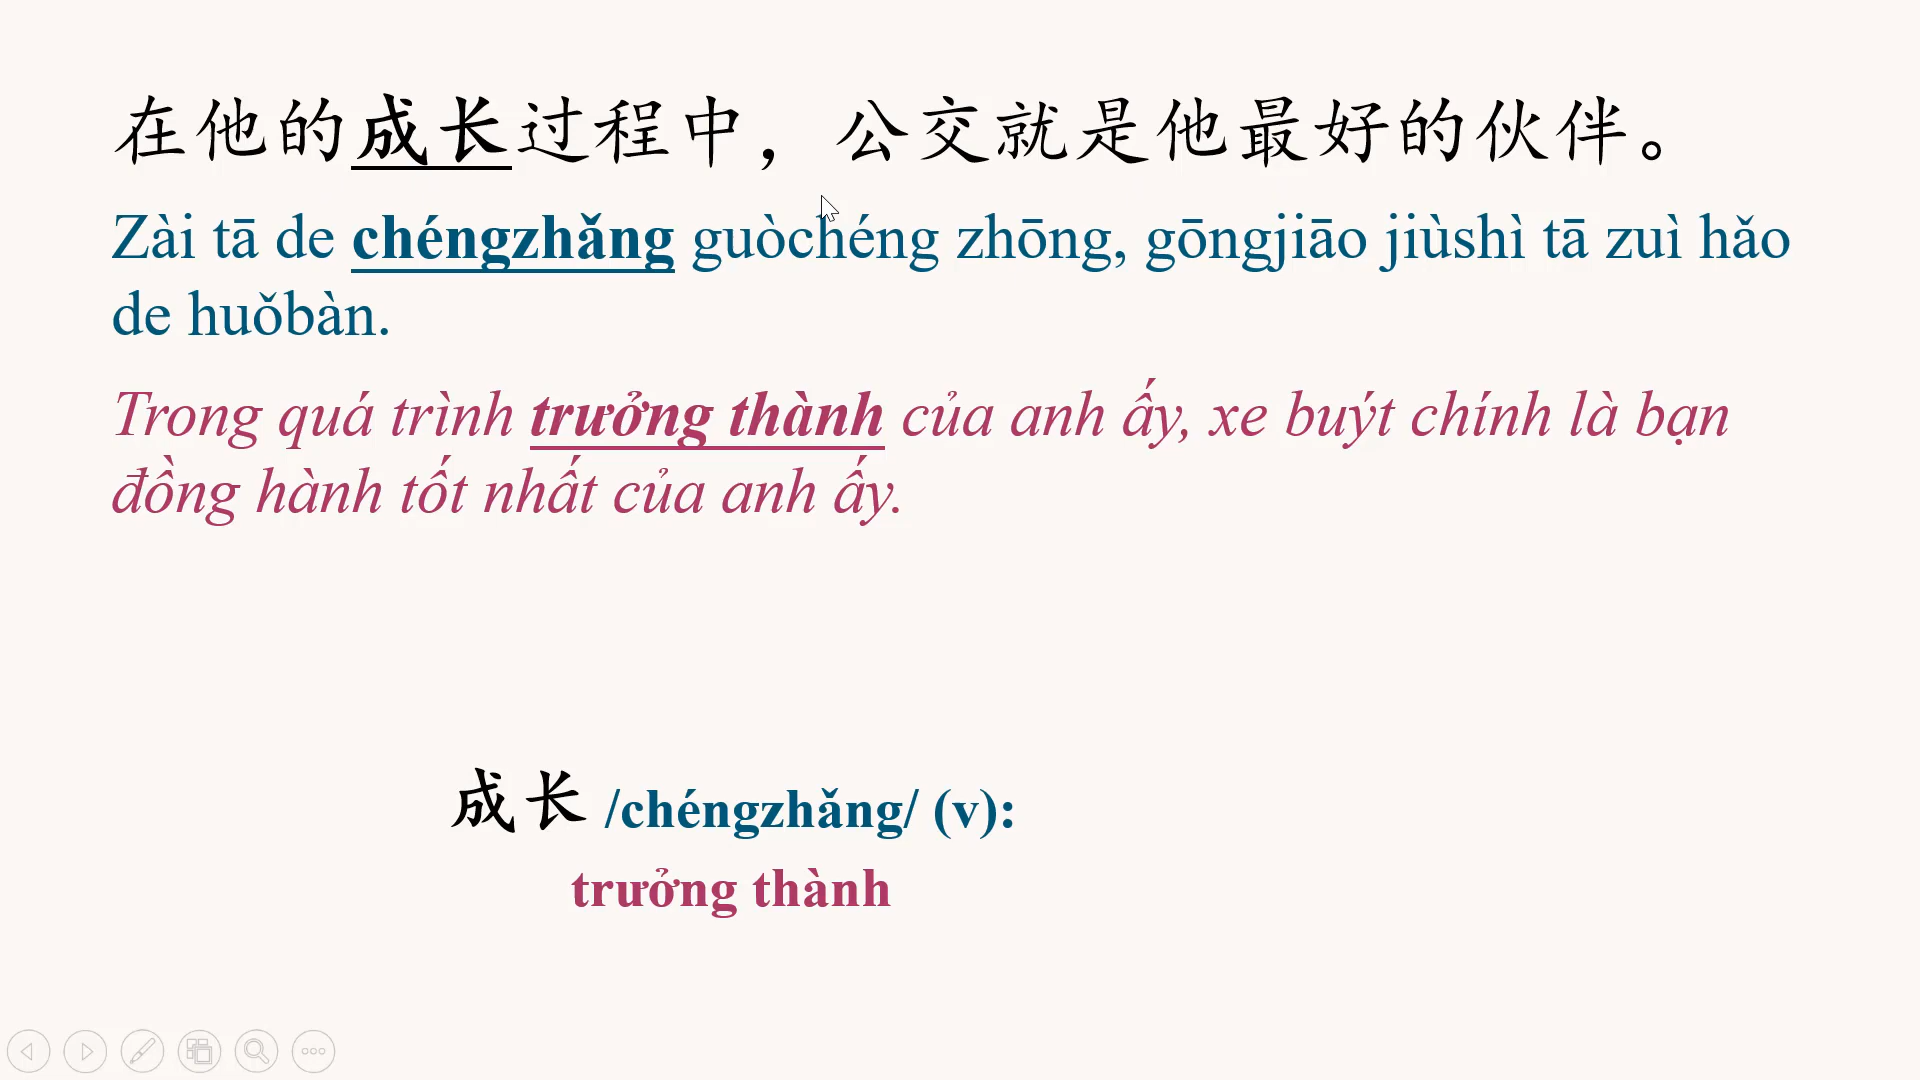 在他的成长过程中，公交就是他最好的伙伴。
Zài tā de chéngzhǎng guòchéng zhōng, gōngjiāo jiùshì tā zuì hǎo
de huǒbàn.
Trong quá trình trưởng thành của anh ấy, xe buýt chính là bạn
đồng hành tốt nhất của anh ấy.
成长 /chéngzhǎng/ (v):
trưởng thành